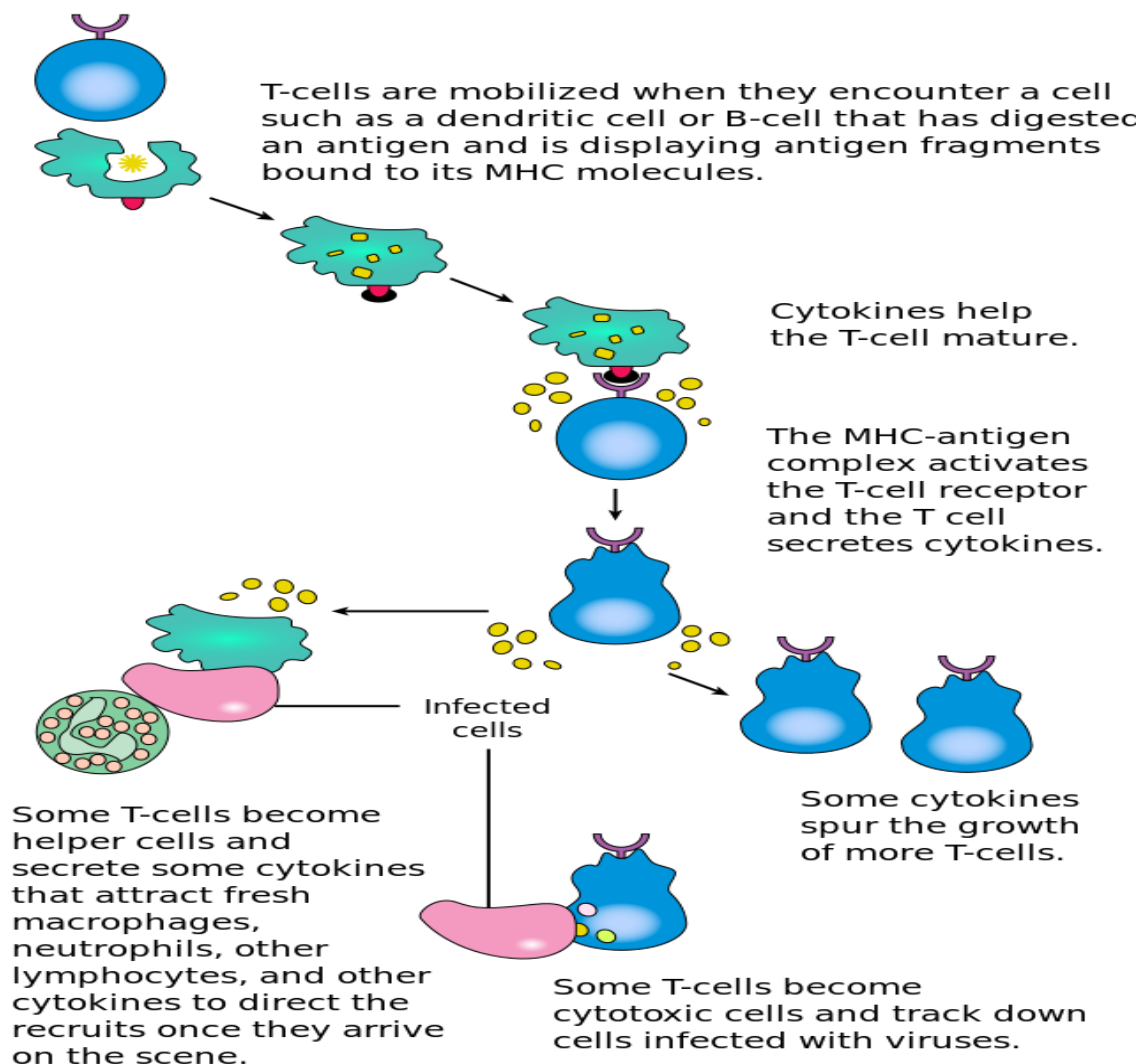 T-cells are mobilized when they encounter a cell
such as a dendritic cell or B-cell that has digested
an antigen and is displaying antigen fragments
bound to its MHC molecules.
Cytokines help
the T-cell mature.
The MHC-antigen
complex activates
the T-cell receptor
and the T cell
secretes cytokines.
Infected
cells
Some cytokines
spur the growth
of more T-cells.
Some T-cells become
helper cells and
secrete some cytokines
that attract fresh
macrophages,
neutrophils, other
lymphocytes, and other
cytokines to direct the
recruits once they arrive
on the scene.
Some T-cells become
cytotoxic cells and track down
cells infected with viruses.